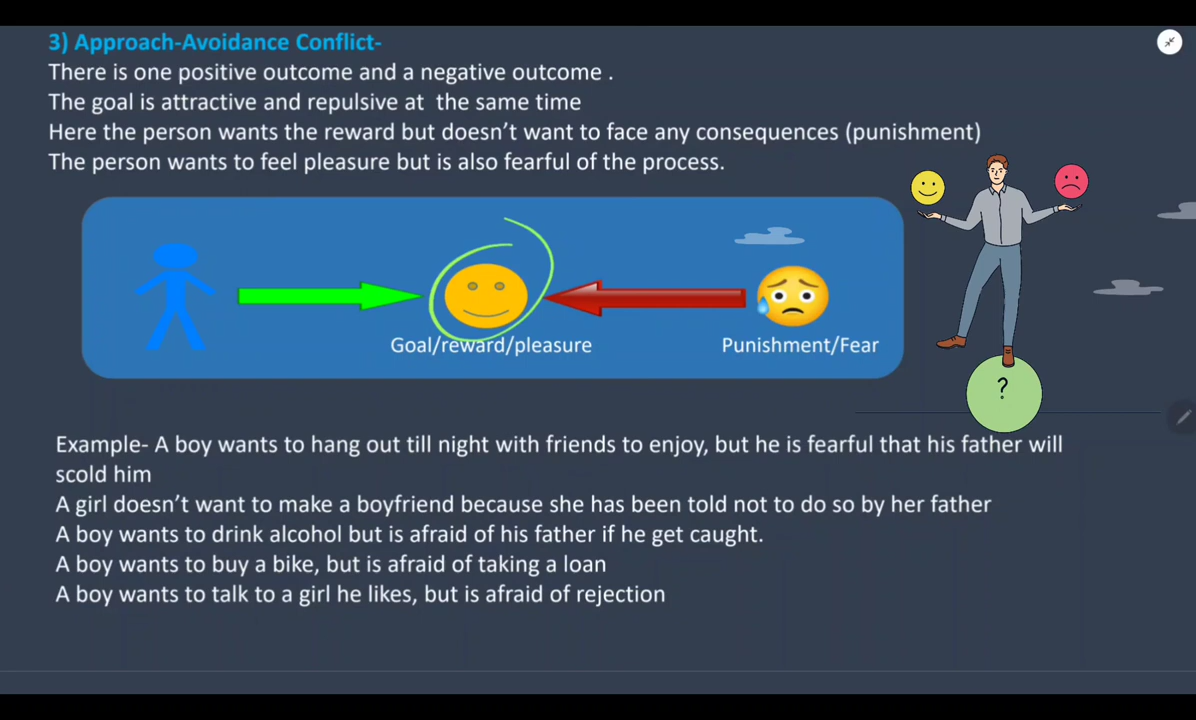 3) Approach-Avoidance Conflict-
There is one positive outcome and a negative outcome .
The goal is attractive and repulsive at the same time
Here the person wants the reward but doesn't want to face any consequences (punishment)
The person wants to feel pleasure but is also fearful of the process.
Goal/reward/pleasure
Punishment/Fear
?
Example- A boy wants to hang out till night with friends to enjoy, but he is fearful that his father will
scold him
A girl doesn't want to make a boyfriend because she has been told not to do so by her father
A boy wants to drink alcohol but is afraid of his father if he get caught.
A boy wants to buy a bike, but is afraid of taking a loan
A boy wants to talk to a girl he likes, but is afraid of rejection